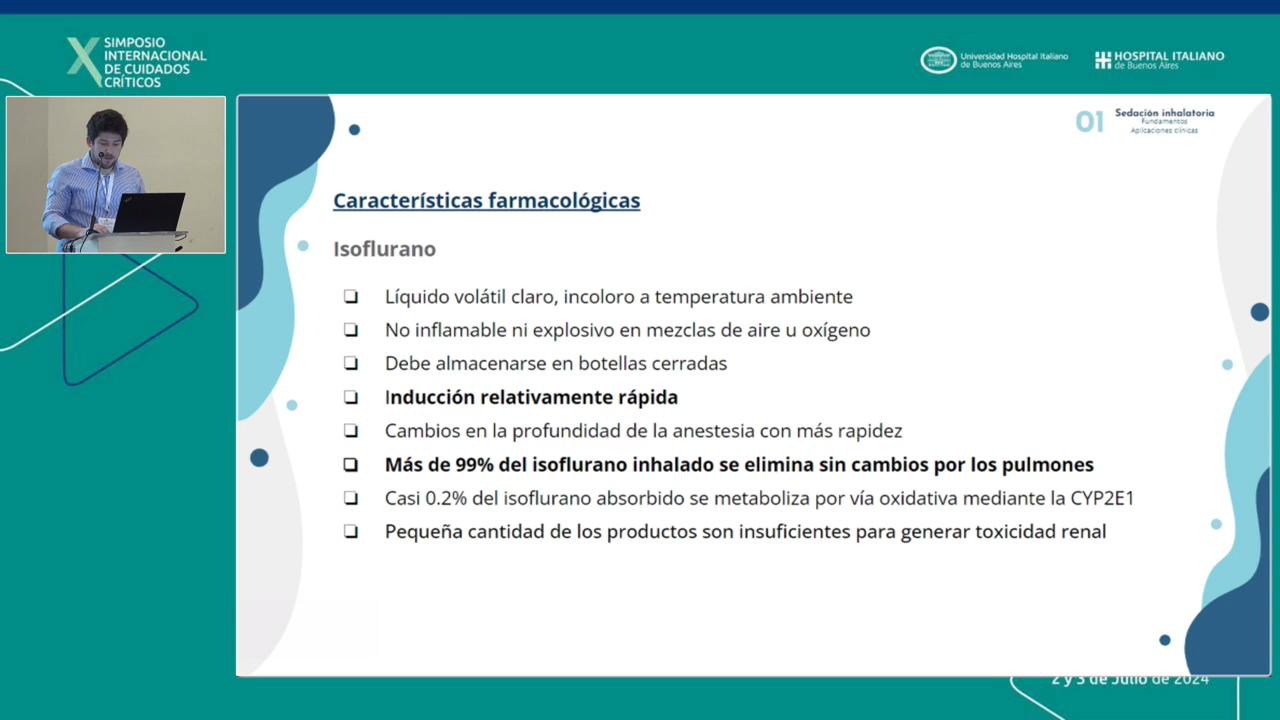 SIMPOSIO
INTERNACIONAL
DE CUIDADOS
CRÍTICOS
Universidad Hospital Italiano
de Buenos Aires
HOSPITAL ITALIANO
de Buenos Aires
01
Sedación inhalatoria
Fundamentos
Aplicaciones clínicas
Características farmacológicas
Isoflurano
Líquido volátil claro, incoloro a temperatura ambiente
No inflamable ni explosivo en mezclas de aire u oxígeno
Debe almacenarse en botellas cerradas
Inducción relativamente rápida
Cambios en la profundidad de la anestesia con más rapidez
Más de 99% del isoflurano inhalado se elimina sin cambios por los pulmones
Casi 0.2% del isoflurano absorbido se metaboliza por vía oxidativa mediante la CYP2E1
Pequeña cantidad de los productos son insuficientes para generar toxicidad renal
2 y 3 de Julio de 2024